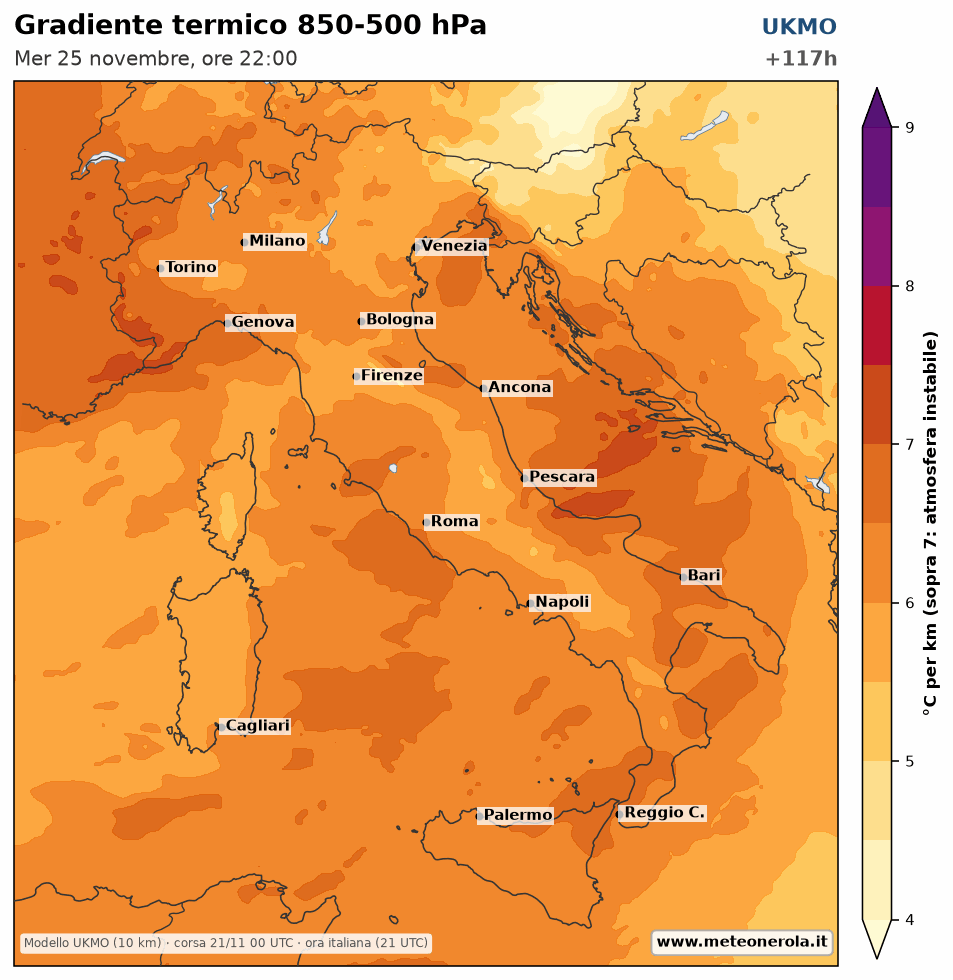 Gradiente termico 850-500 hPa
UKMO
Mer 25 novembre, ore 22:00
+117h
Milano
Venezia
Torino
Genova
Bologna
Firenze
Ancona
Pescara
Roma
Bari
Napoli
Cagliari
Palermo
Reggio C.
9
8
7
6
5
4
°C per km (sopra 7: atmosfera instabile)
Modello UKMO (10 km) · corsa 21/11 00 UTC · ora italiana (21 UTC)
www.meteonerola.it